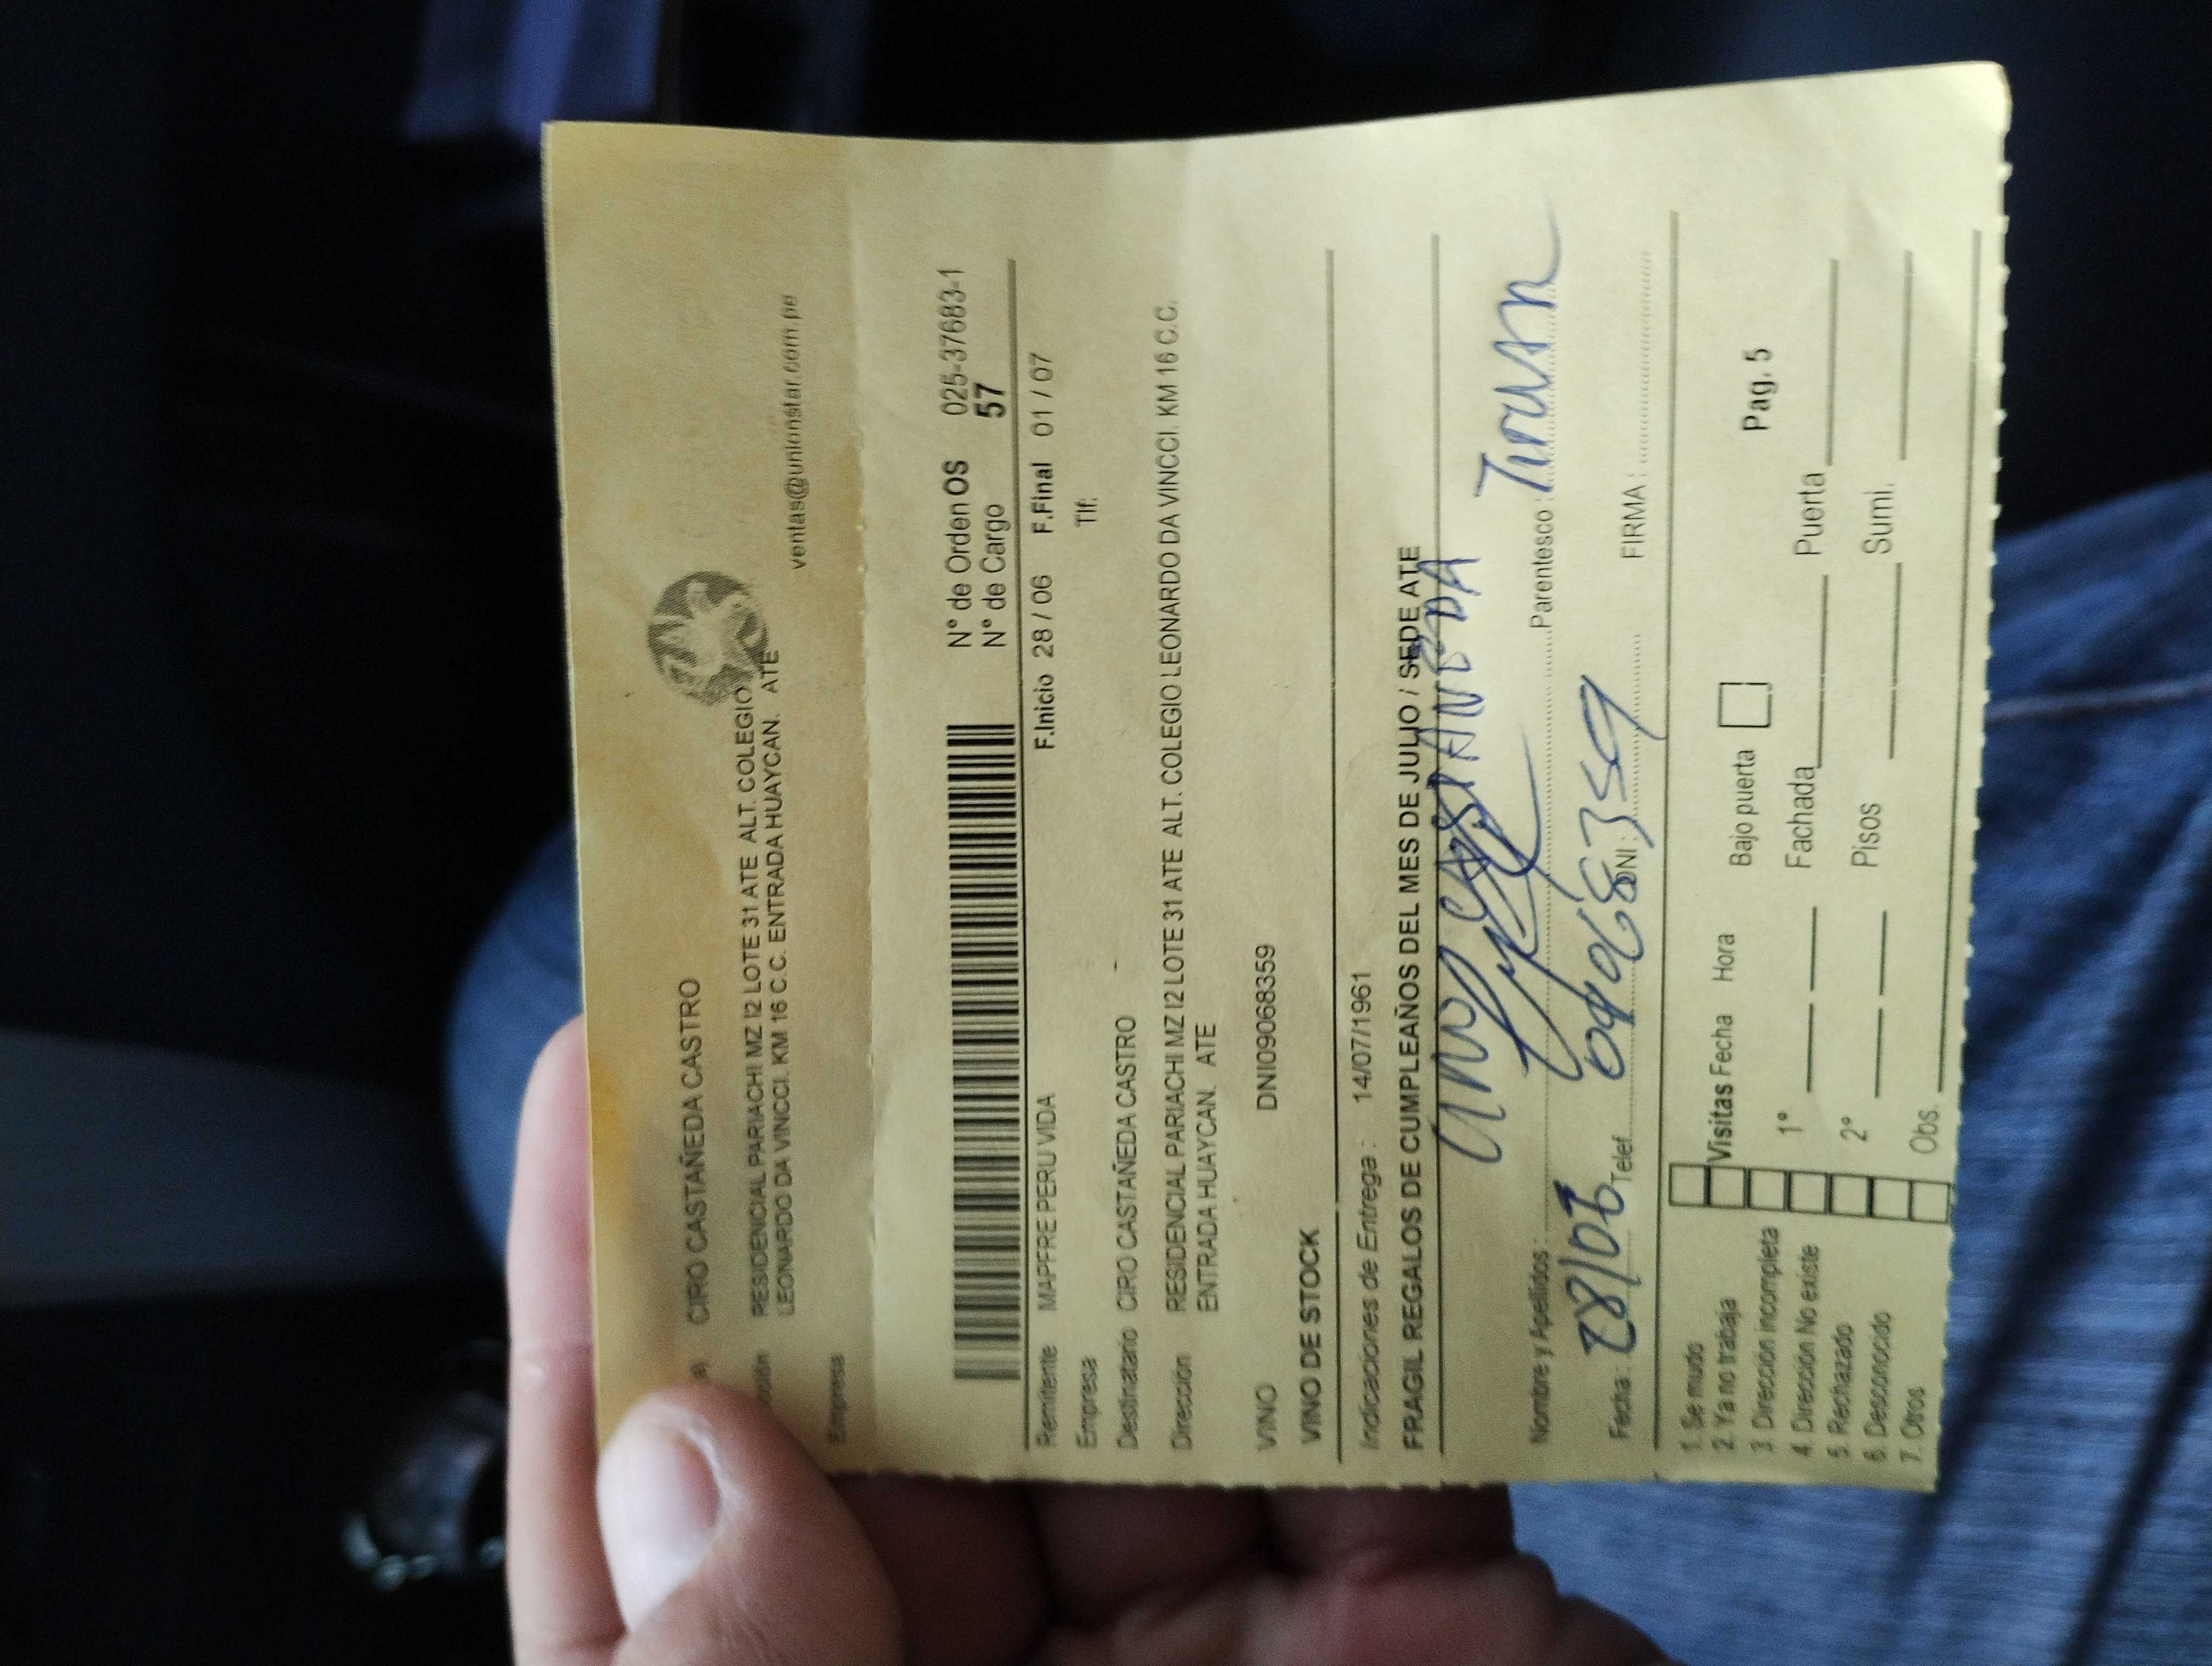 CIRO CASTAÑEDA CASTRO
RESIDENCIAL PARIACHI MZ I2 LOTE 31 ATE ALT. COLEGIO
LEONARDO DA VINCCI. KM 16 C.C. ENTRADA HUAYCAN. ATE
ventas@unionstar.com.pe
Empresa
N° de Orden OS 025-37683-1
N° de Cargo 57
Remitente MAPFRE PERU VIDA F.Inicio 28 / 06 F.Final 01 / 07
Empresa Tlf:
Destinatario CIRO CASTAÑEDA CASTRO
Dirección RESIDENCIAL PARIACHI MZ I2 LOTE 31 ATE ALT. COLEGIO LEONARDO DA VINCCI. KM 16 C.C.
ENTRADA HUAYCAN. ATE
VINO DNI09068359
VINO DE STOCK
Indicaciones de Entrega : 14/07/1961
FRAGIL REGALOS DE CUMPLEAÑOS DEL MES DE JULIO / SEDE ATE
CASTANEDA
Nombre y Apellidos : Parentesco : Titular
Fecha : 28/06 Telef. DNI : 09068359 FIRMA :
1. Se mudo
2. Ya no trabaja Visitas Fecha Hora Bajo puerta Pag. 5
3 Dirección incompleta
4. Dirección No existe 1° Fachada Puerta
5. Rechazado
6. Desconocido 2° Pisos Sumi.
7. Otros Obs.